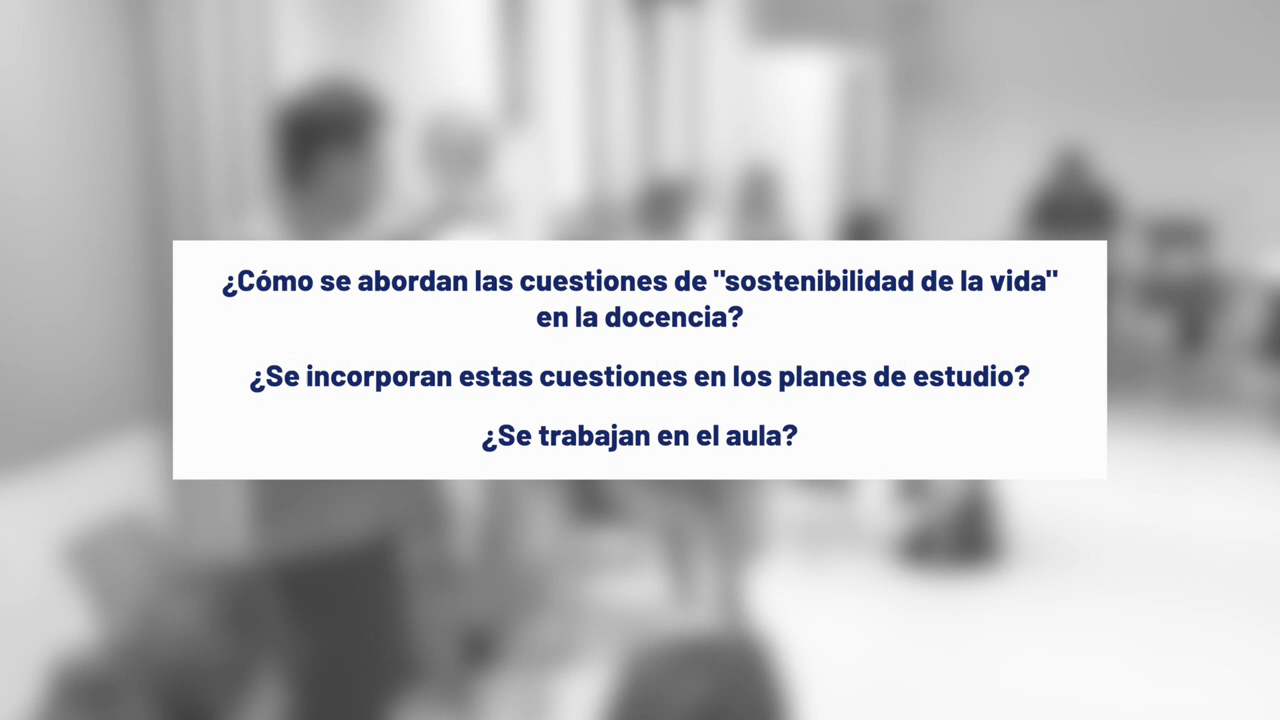 ¿Cómo se abordan las cuestiones de "sostenibilidad de la vida"
en la docencia?
¿Se incorporan estas cuestiones en los planes de estudio?
¿Se trabajan en el aula?